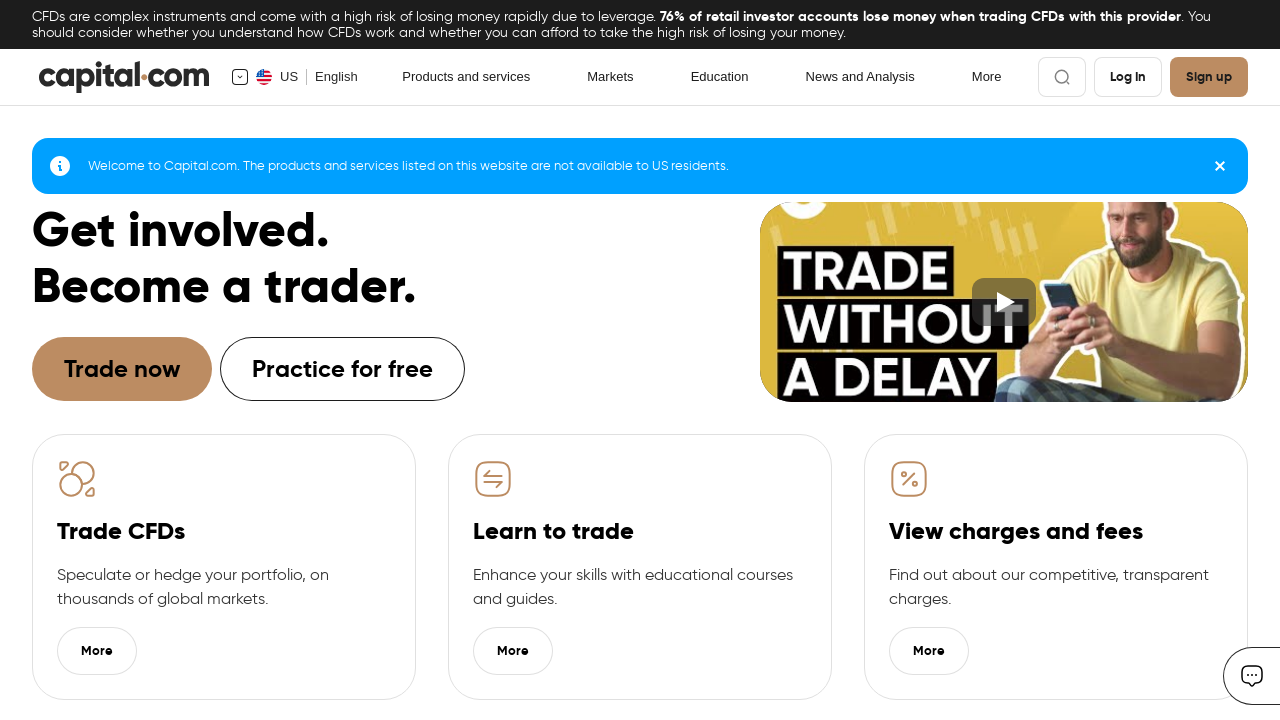 CFDs are complex instruments and come with a high risk of losing money rapidly due to leverage. 76% of retail investor accounts lose money when trading CFDs with this provider. You
should consider whether you understand how CFDs work and whether you can afford to take the high risk of losing your money.
capital.com
US English Products and services Markets Education News and Analysis More Log In Sign up
Welcome to Capital.com. The products and services listed on this website are not available to US residents.
Get involved.
Become a trader.
Trade now Practice for free
TRADE
WITHOUT
A DELAY
Trade CFDs
Speculate or hedge your portfolio, on
thousands of global markets.
More
Learn to trade
Enhance your skills with educational courses
and guides.
More
View charges and fees
Find out about our competitive, transparent
charges.
More